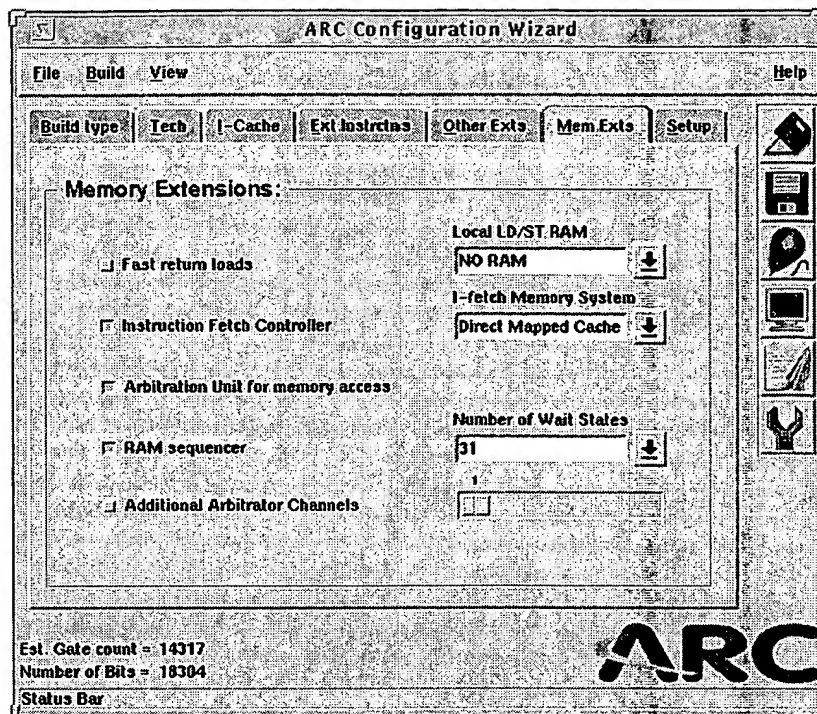 ARC Configuration Wizard
File Build View Help
Build type Tech I-Cache Ext Instrctns Other Exts Mem Exts Setup
Memory Extensions:
Local LD/ST RAM
Fast return loads NO RAM
I-fetch Memory System
Instruction Fetch Controller Direct Mapped Cache
Arbitration Unit for memory access
Number of Wait States
RAM sequencer 31
1
Additional Arbitrator Channels
Est. Gate count = 14317
Number of Bits = 18304
ARC
Status Bar